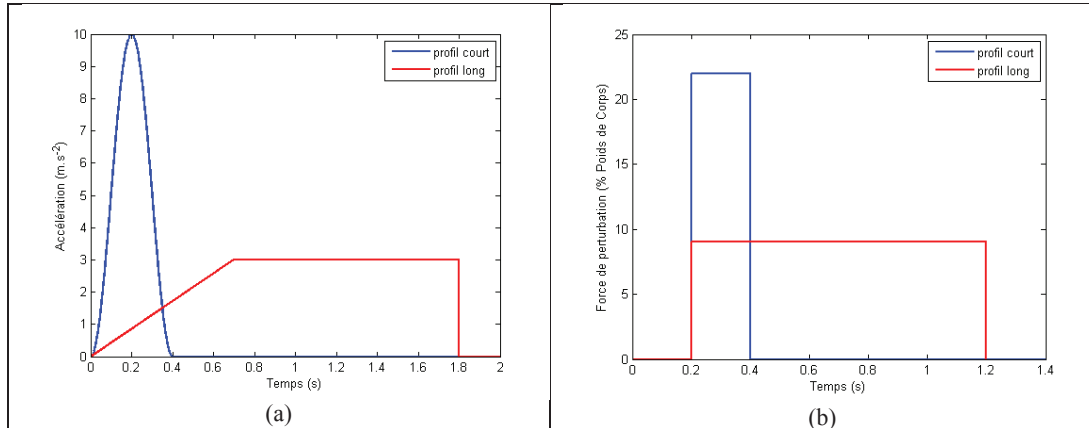 profil court
profil long
Accélération (m.s-2)
10
9
8
7
6
5
4
3
2
1
0
0 0.2 0.4 0.6 0.8 1 1.2 1.4 1.6 1.8 2
Temps (s)
(a)
profil court
profil long
Force de perturbation (% Poids de Corps)
25
20
15
10
5
0
0 0.2 0.4 0.6 0.8 1 1.2 1.4
Temps (s)
(b)